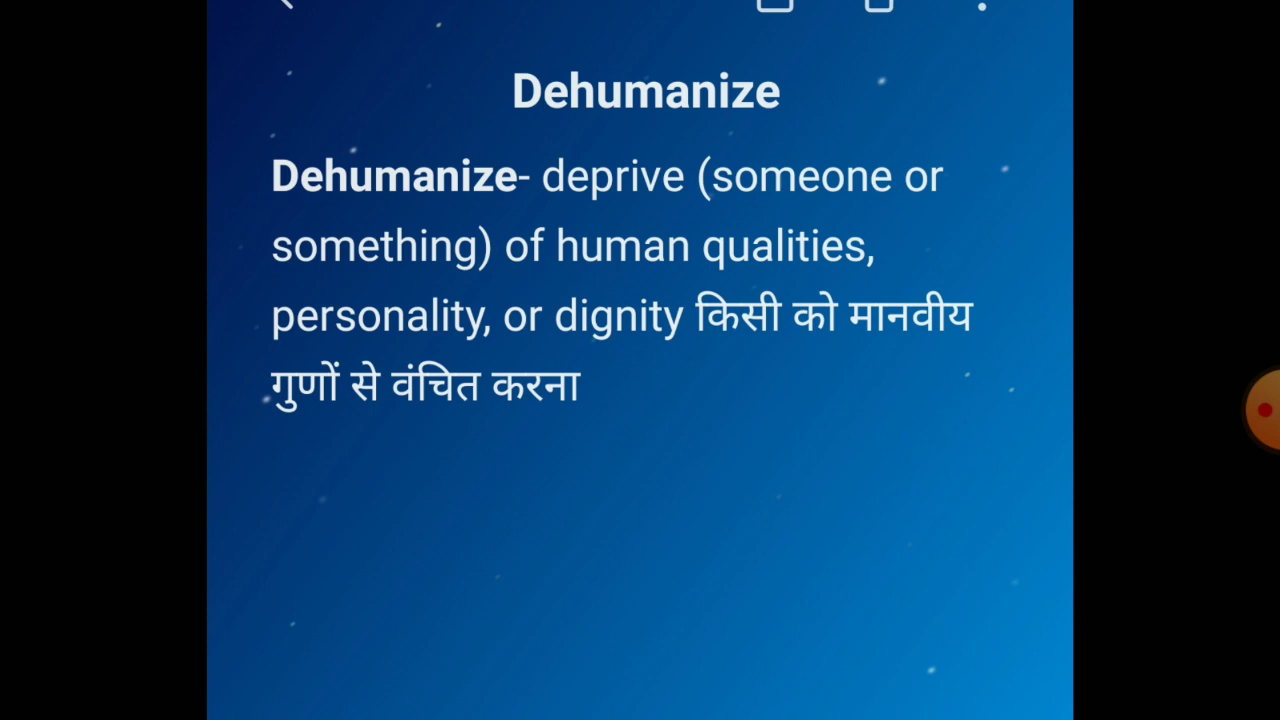 Dehumanize
Dehumanize- deprive (someone or
something) of human qualities,
personality, or dignity किसी को मानवीय
गुणों से वंचित करना